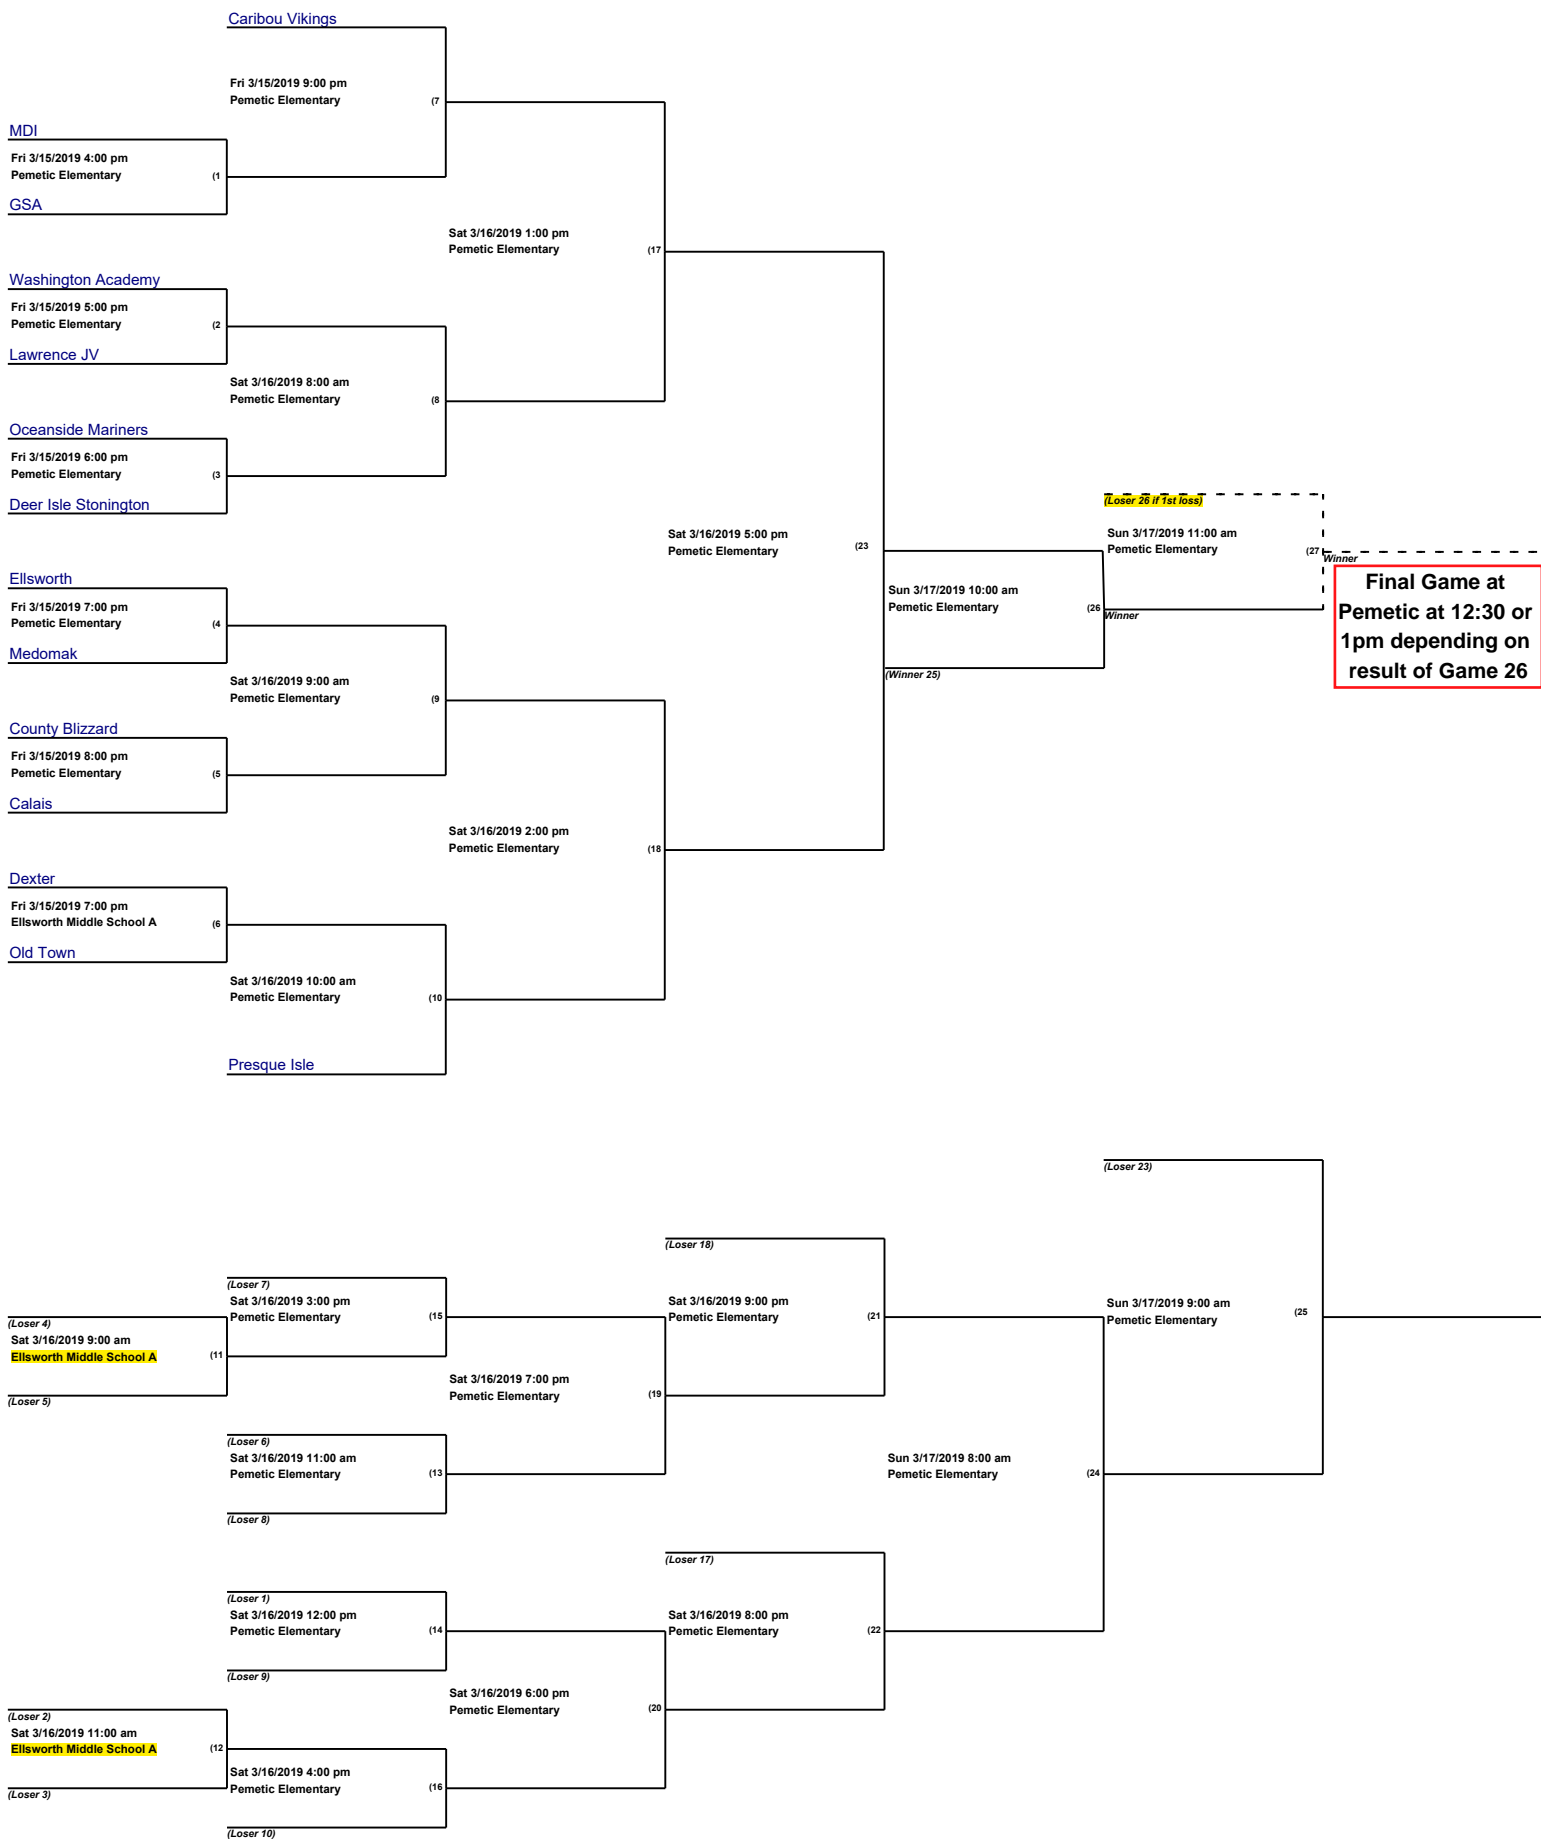 Caribou Vikings
Fri 3/15/2019 9:00 pm
Pemetic Elementary
(7
MDI
Fri 3/15/2019 4:00 pm
Pemetic Elementary
(1
GSA
Sat 3/16/2019 1:00 pm
Pemetic Elementary
(17
Washington Academy
Fri 3/15/2019 5:00 pm
Pemetic Elementary
(2
Lawrence JV
Sat 3/16/2019 8:00 am
Pemetic Elementary
(8
Oceanside Mariners
Fri 3/15/2019 6:00 pm
Pemetic Elementary
(3
Deer Isle Stonington
(Loser 26 if 1st loss)
Sat 3/16/2019 5:00 pm
Pemetic Elementary
(23
Sun 3/17/2019 11:00 am
Pemetic Elementary
(27
Winner
Ellsworth
Fri 3/15/2019 7:00 pm
Pemetic Elementary
(4
Medomak
Sun 3/17/2019 10:00 am
Pemetic Elementary
(26
Winner
Final Game at
Pemetic at 12:30 or
1pm depending on
result of Game 26
(Winner 25)
Sat 3/16/2019 9:00 am
Pemetic Elementary
(9
County Blizzard
Fri 3/15/2019 8:00 pm
Pemetic Elementary
(5
Calais
Sat 3/16/2019 2:00 pm
Pemetic Elementary
(18
Dexter
Fri 3/15/2019 7:00 pm
Ellsworth Middle School A
(6
Old Town
Sat 3/16/2019 10:00 am
Pemetic Elementary
(10
Presque Isle
(Loser 23)
(Loser 18)
(Loser 7)
Sat 3/16/2019 3:00 pm
Pemetic Elementary
(15
Sat 3/16/2019 9:00 pm
Pemetic Elementary
(21
Sun 3/17/2019 9:00 am
Pemetic Elementary
(25
(Loser 4)
Sat 3/16/2019 9:00 am
Ellsworth Middle School A
(11
(Loser 5)
Sat 3/16/2019 7:00 pm
Pemetic Elementary
(19
(Loser 6)
Sat 3/16/2019 11:00 am
Pemetic Elementary
(13
(Loser 8)
Sun 3/17/2019 8:00 am
Pemetic Elementary
(24
(Loser 17)
(Loser 1)
Sat 3/16/2019 12:00 pm
Pemetic Elementary
(14
(Loser 9)
Sat 3/16/2019 8:00 pm
Pemetic Elementary
(22
Sat 3/16/2019 6:00 pm
Pemetic Elementary
(20
(Loser 2)
Sat 3/16/2019 11:00 am
Ellsworth Middle School A
(12
(Loser 3)
Sat 3/16/2019 4:00 pm
Pemetic Elementary
(16
(Loser 10)